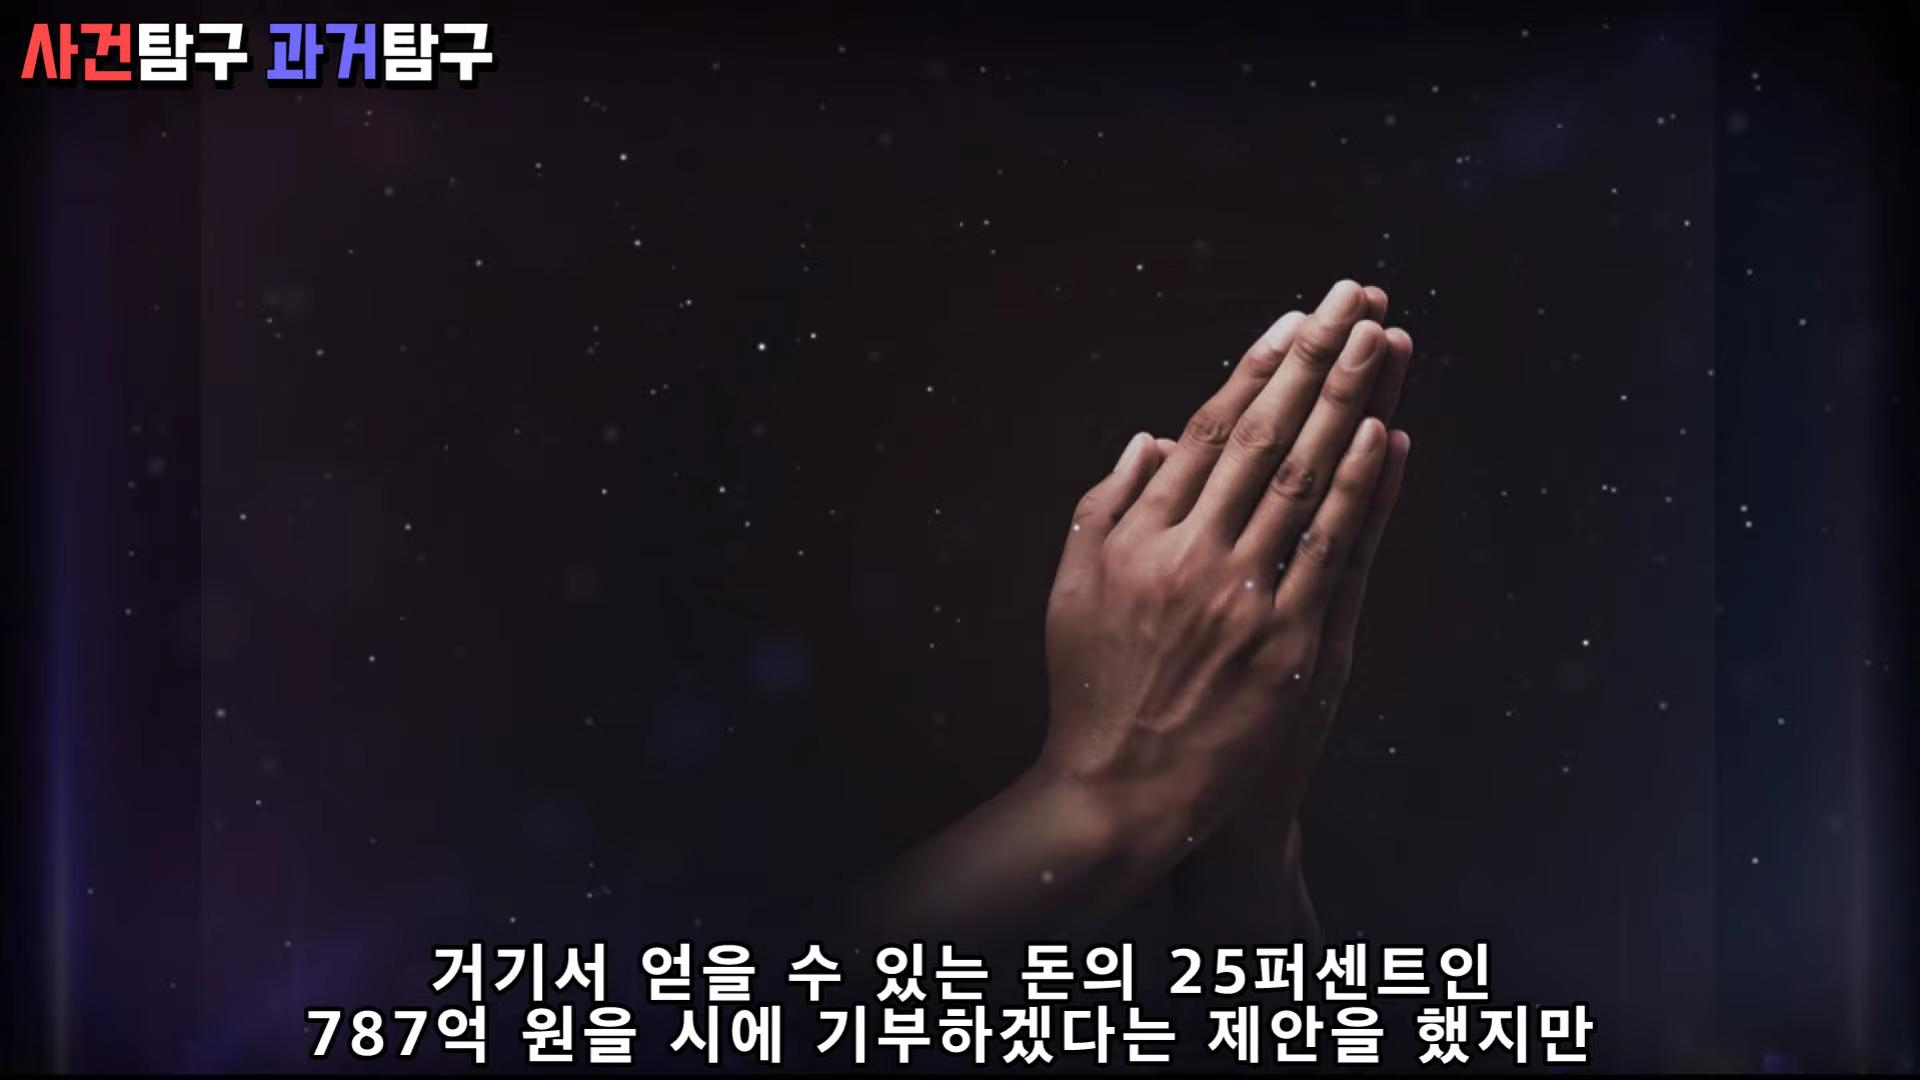 사건탐구 과거탐구
거기서 얻을 수 있는 돈의 25퍼센트인
787억 원을 시에 기부하겠다는 제안을 했지만